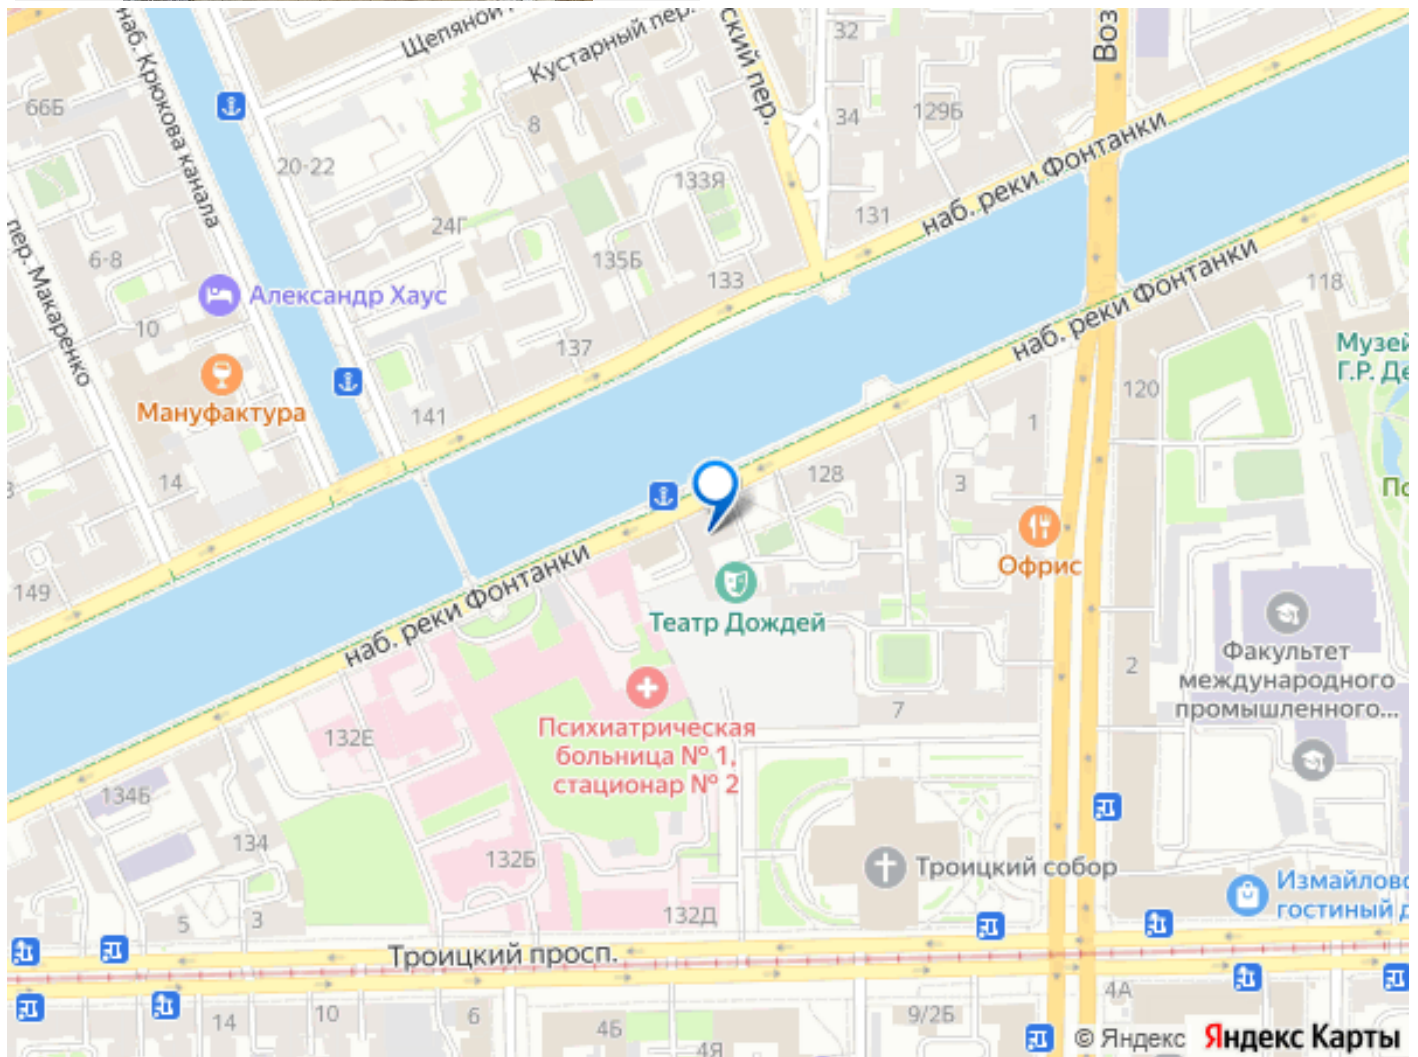 Щепяной
Кустарный пер.
ский пер.
32
Воз
наб. Крюкова канала
66Б
8
34
129Б
20-22
наб. реки Фонтанки
133Я
131
24Г
пер. Макаренко
6-8
135Б
133
наб. реки Фонтанки
118
Александр Хаус
10
137
Музей
Г.Р. Де
120
Мануфактура
141
1
14
128
3
По
Офрис
149
наб. реки Фонтанки
Театр Дождей
Факультет
международного
промышленного...
2
7
132Е
Психиатрическая
больница № 1,
стационар № 2
134Б
134
132Б
Троицкий собор
Измайловс
гостиный д
5
3
132Д
Троицкий просп.
4А
14
10
6
4Б
9/2Б
4Я
© Яндекс Яндекс Карты